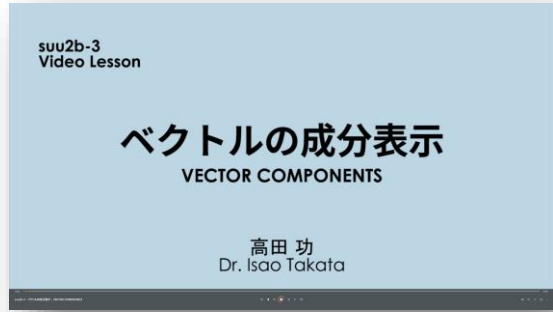 suu2b-3
Video Lesson
ベクトルの成分表示
VECTOR COMPONENTS
高田 功
Dr. Isao Takata